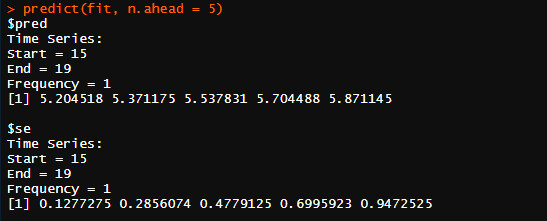 > predict(fit, n.ahead = 5)
$pred
Time Series:
Start = 15
End = 19
Frequency = 1
[1] 5.204518 5.371175 5.537831 5.704488 5.871145
$se
Time Series:
Start = 15
End = 19
Frequency = 1
[1] 0.1277275 0.2856074 0.4779125 0.6995923 0.9472525